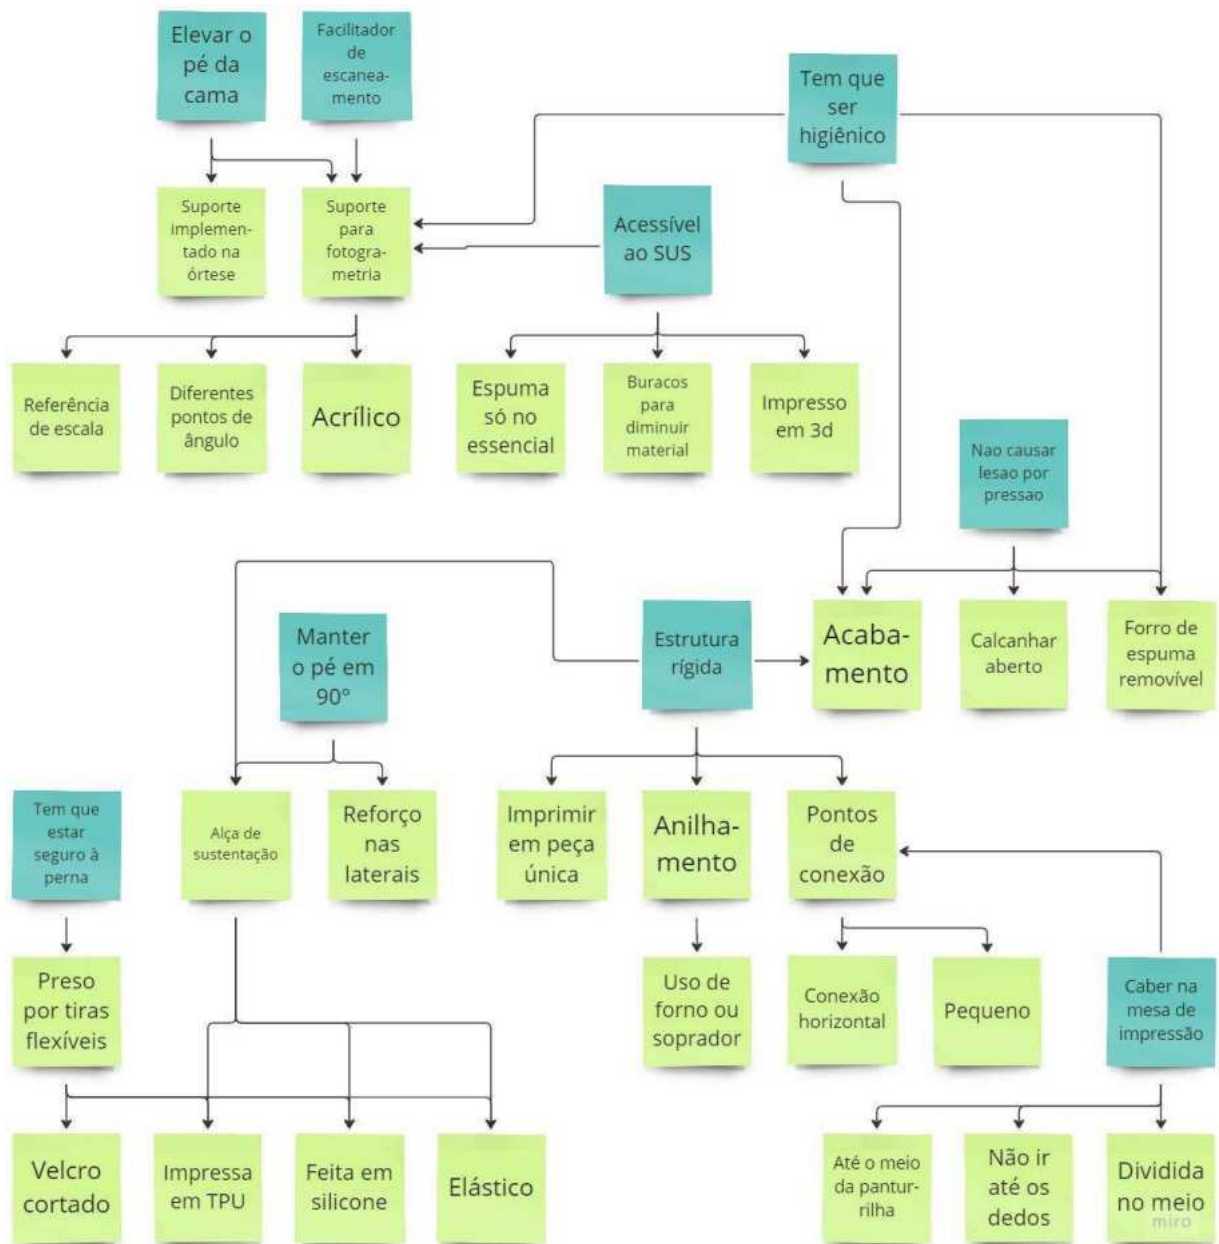 Elevar o
pé da
cama
Facilitador
de
escanea-
mento
Tem que
ser
higiênico
Suporte
implemen-
tado na
órtese
Suporte
para
fotogra-
metria
Acessível
ao SUS
Referência
de escala
Diferentes
pontos de
ângulo
Acrílico
Espuma
só no
essencial
Buracos
para
diminuir
material
Impresso
em 3d
Nao causar
lesao por
pressao
Manter
o pé em
90°
Estrutura
rígida
Acaba-
mento
Calcanhar
aberto
Forro de
espuma
removível
Tem que
estar
seguro à
perna
Alça de
sustentação
Reforço
nas
laterais
Imprimir
em peça
única
Anilha-
mento
Pontos
de
conexão
Preso
por tiras
flexíveis
Uso de
forno ou
soprador
Conexão
horizontal
Pequeno
Caber na
mesa de
impressão
Velcro
cortado
Impressa
em TPU
Feita em
silicone
Elástico
Até o meio
da pantur-
rilha
Não ir
até os
dedos
Dividida
no meio
miro